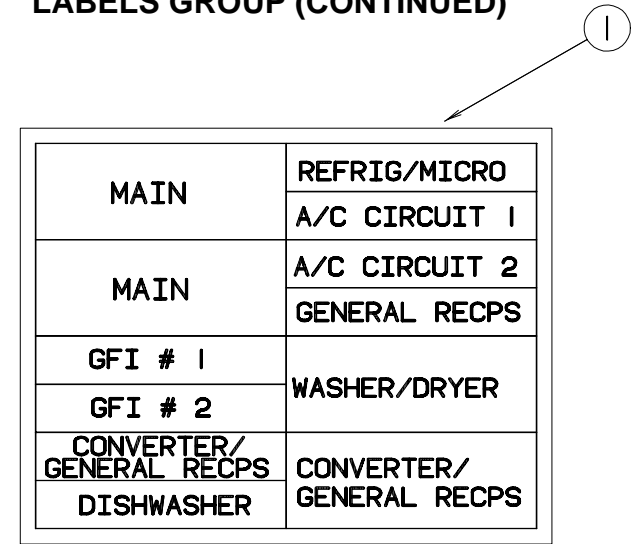 LABELS GROUP (CONTINUED)
1
MAIN
REFRIG/MICRO
A/C CIRCUIT 1
MAIN
A/C CIRCUIT 2
GENERAL RECPS
GFI # 1
GFI # 2
WASHER/DRYER
CONVERTER/
GENERAL RECPS
DISHWASHER
CONVERTER/
GENERAL RECPS